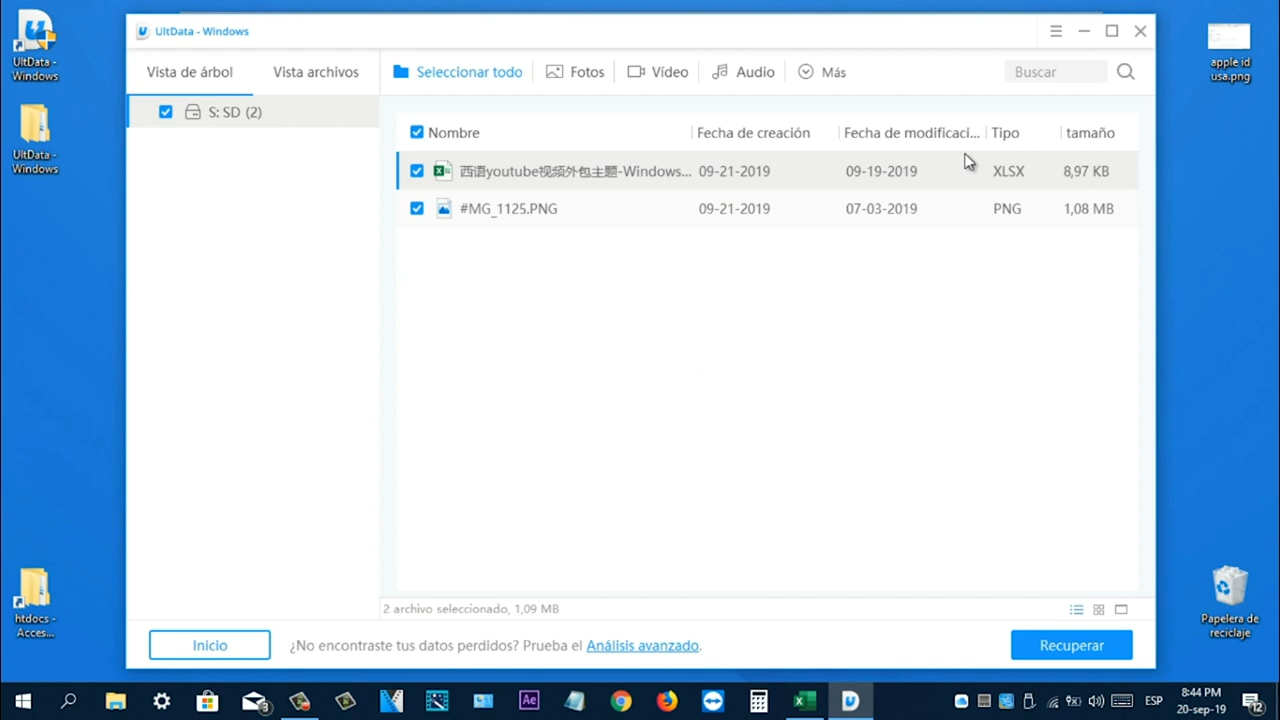 UltData - Windows
UltData -
Windows
UltData -
Windows
htdocs -
Acces...
apple id
usa.png
Papelera de
reciclaje
Vista de árbol
Vista archivos
Seleccionar todo
Fotos
Vídeo
Audio
Más
Buscar
S: SD (2)
Nombre
Fecha de creación
Fecha de modificaci...
Tipo
tamaño
西语youtube视频外包主题-Windows... 09-21-2019 09-19-2019 XLSX 8,97 KB
#MG_1125.PNG 09-21-2019 07-03-2019 PNG 1,08 MB
2 archivo seleccionado, 1,09 MB
Inicio
¿No encontraste tus datos perdidos? Prueba el Análisis avanzado.
Recuperar
3
Ae
ESP
8:44 PM
20-sep.-19
12